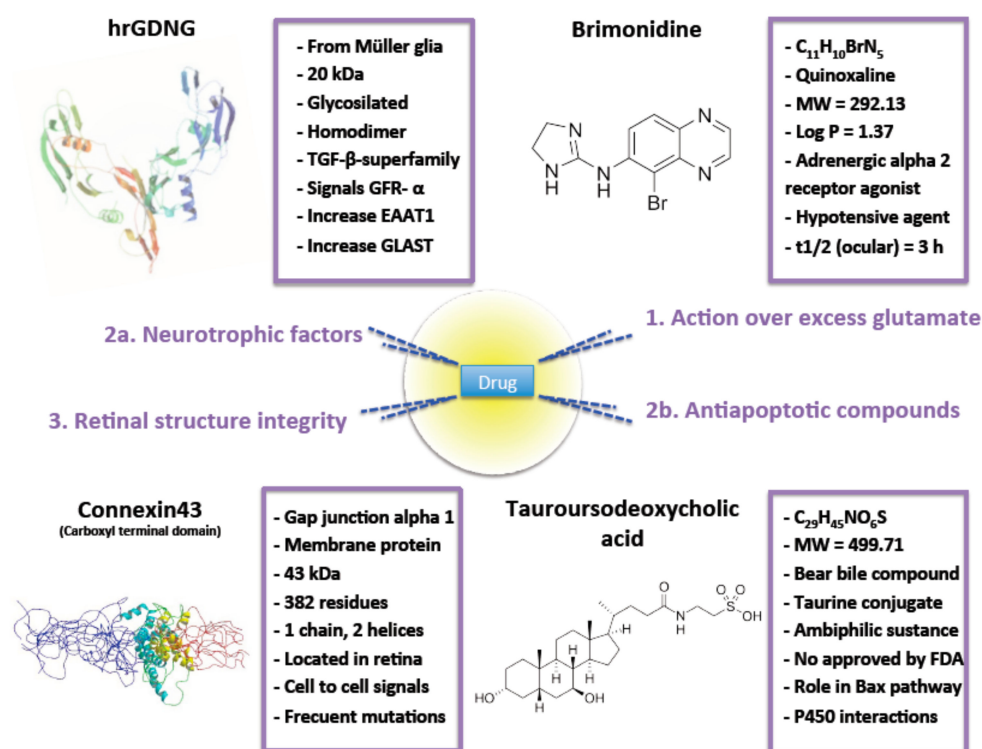 hrGDNG
- From Müller glia
- 20 kDa
- Glycosilated
- Homodimer
- TGF-β-superfamily
- Signals GFR- α
- Increase EAAT1
- Increase GLAST
Brimonidine
N
N
H
N
H
Br
N
N
- C₁₁H₁₀BrN₅
- Quinoxaline
- MW = 292.13
- Log P = 1.37
- Adrenergic alpha 2
receptor agonist
- Hypotensive agent
- t1/2 (ocular) = 3 h
2a. Neurotrophic factors
1. Action over excess glutamate
Drug
3. Retinal structure integrity
2b. Antiapoptotic compounds
Connexin43
(Carboxyl terminal domain)
- Gap junction alpha 1
- Membrane protein
- 43 kDa
- 382 residues
- 1 chain, 2 helices
- Located in retina
- Cell to cell signals
- Frecuent mutations
Tauroursodeoxycholic
acid
O
N
H
O O
S
OH
H
H
H
H
HO
H
OH
- C₂₉H₄₅NO₆S
- MW = 499.71
- Bear bile compound
- Taurine conjugate
- Ambiphilic sustance
- No approved by FDA
- Role in Bax pathway
- P450 interactions